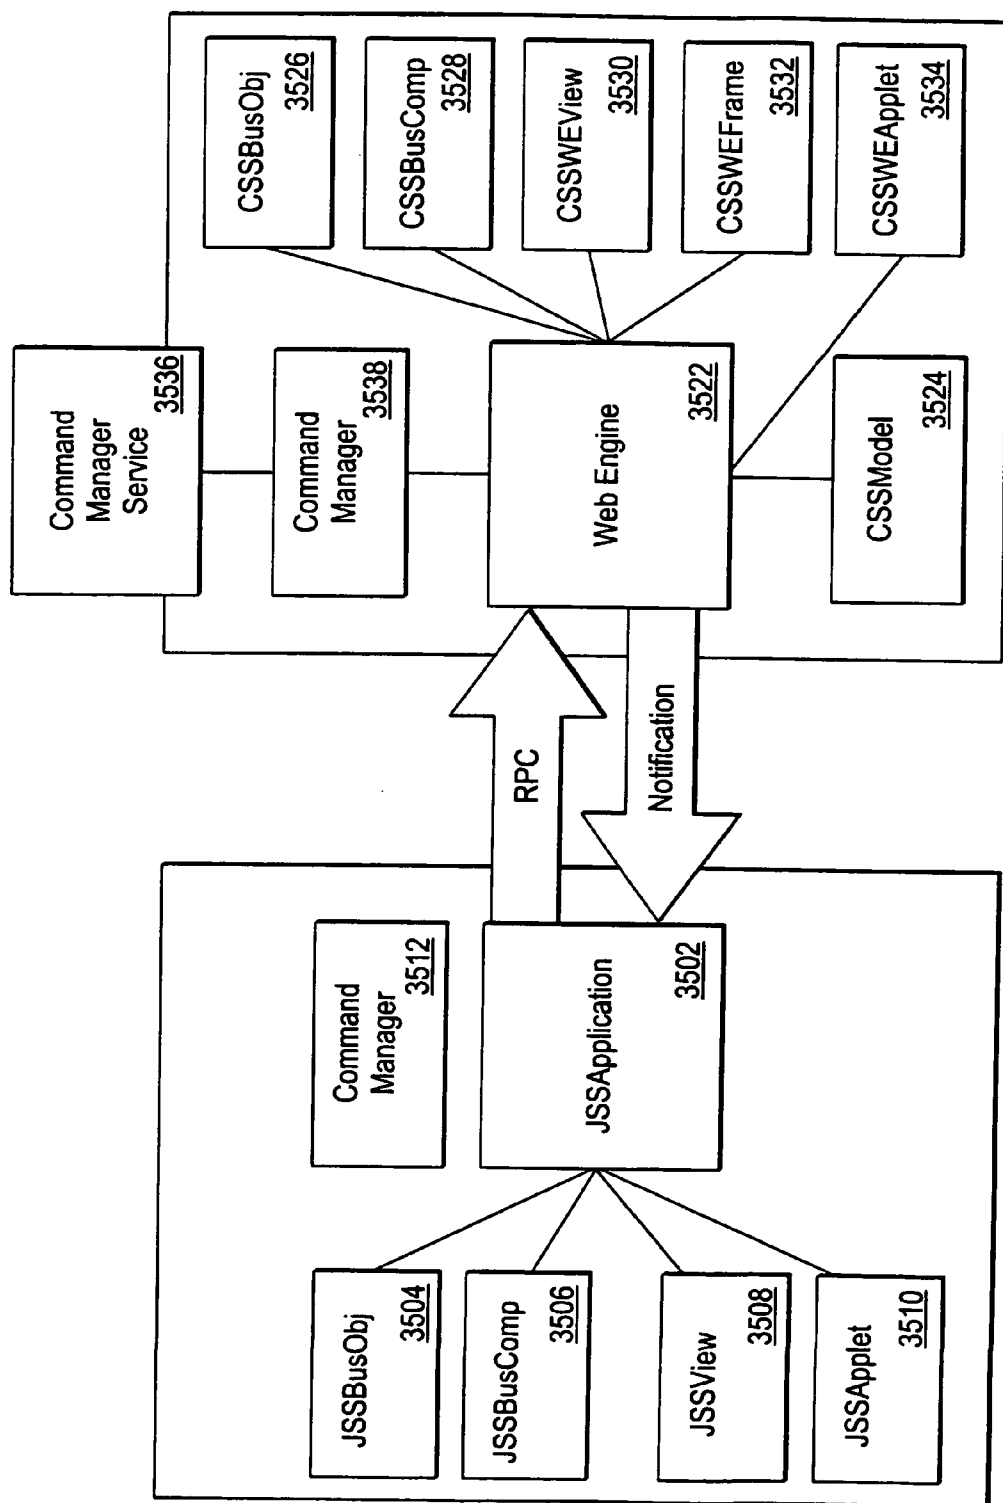 Command
Manager
Service
3536
Command
Manager
3538
Web Engine
3522
CSSModel
3524
CSSBusObj
3526
CSSBusComp
3528
CSSWEView
3530
CSSWEFrame
3532
CSSWEApplet
3534
RPC
Notification
Command
Manager
3512
JSSApplication
3502
JSSBusObj
3504
JSSBusComp
3506
JSSView
3508
JSSApplet
3510